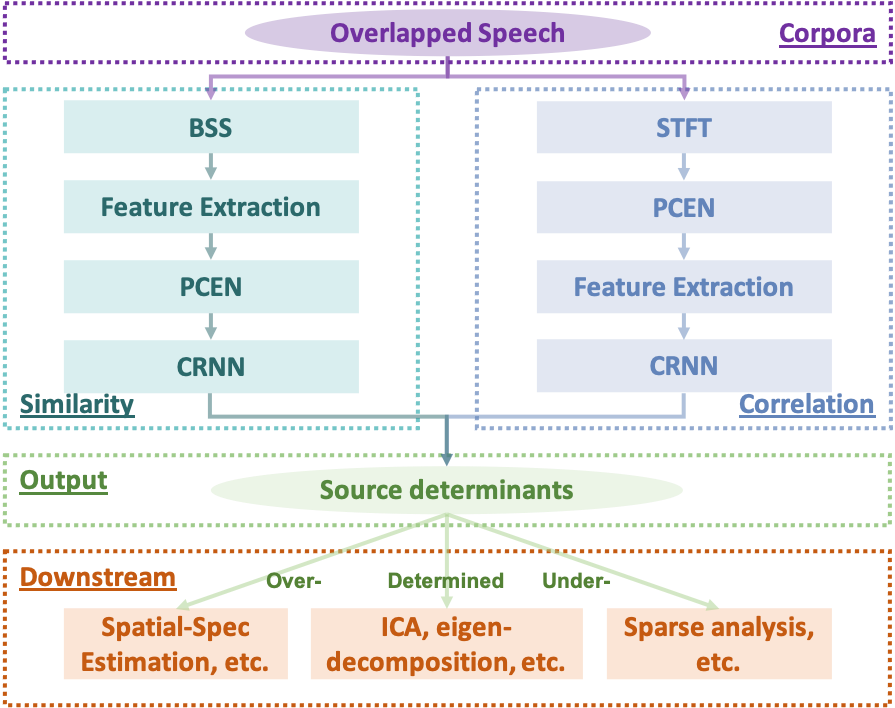 Overlapped Speech
Corpora
BSS
Feature Extraction
PCEN
CRNN
Similarity
STFT
PCEN
Feature Extraction
CRNN
Correlation
Output
Source determinants
Downstream
Over-
Determined
Under-
Spatial-Spec
Estimation, etc.
ICA, eigen-
decomposition, etc.
Sparse analysis,
etc.